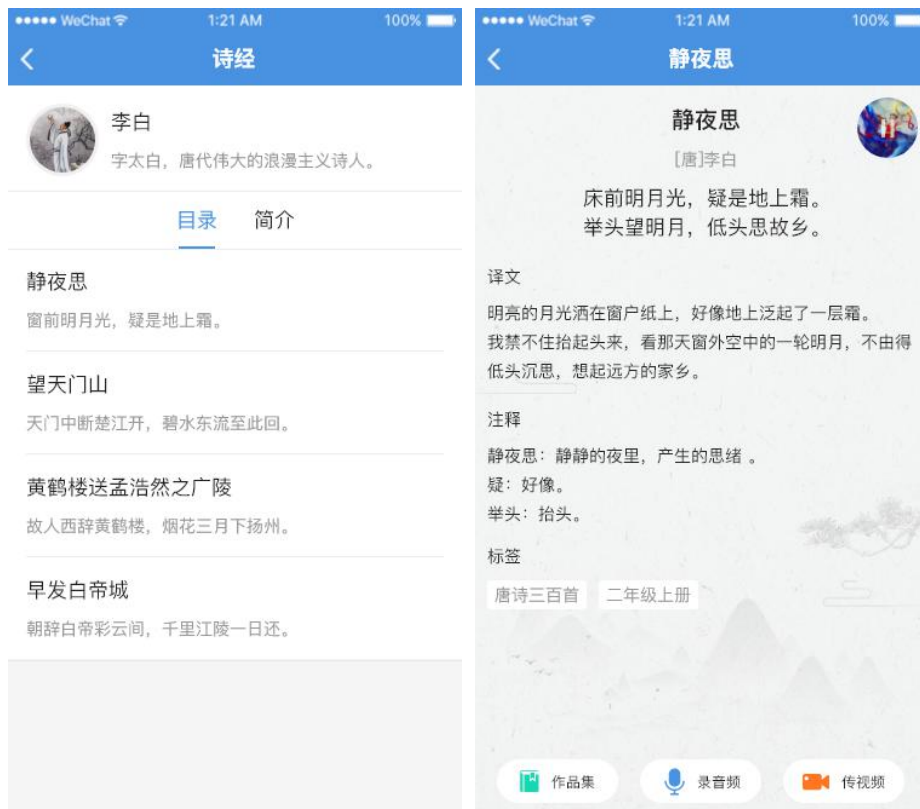 ●●●●● WeChat 1:21 AM 100%
诗经
李白
字太白，唐代伟大的浪漫主义诗人。
目录 简介
静夜思
窗前明月光，疑是地上霜。
望天门山
天门中断楚江开，碧水东流至此回。
黄鹤楼送孟浩然之广陵
故人西辞黄鹤楼，烟花三月下扬州。
早发白帝城
朝辞白帝彩云间，千里江陵一日还。
●●●●● WeChat 1:21 AM 100%
静夜思
静夜思
[唐]李白
床前明月光，疑是地上霜。
举头望明月，低头思故乡。
译文
明亮的月光洒在窗户纸上，好像地上泛起了一层霜。
我禁不住抬起头来，看那天窗外空中的一轮明月，不由得
低头沉思，想起远方的家乡。
注释
静夜思：静静的夜里，产生的思绪 。
疑：好像。
举头：抬头。
标签
唐诗三百首 二年级上册
作品集 录音频 传视频